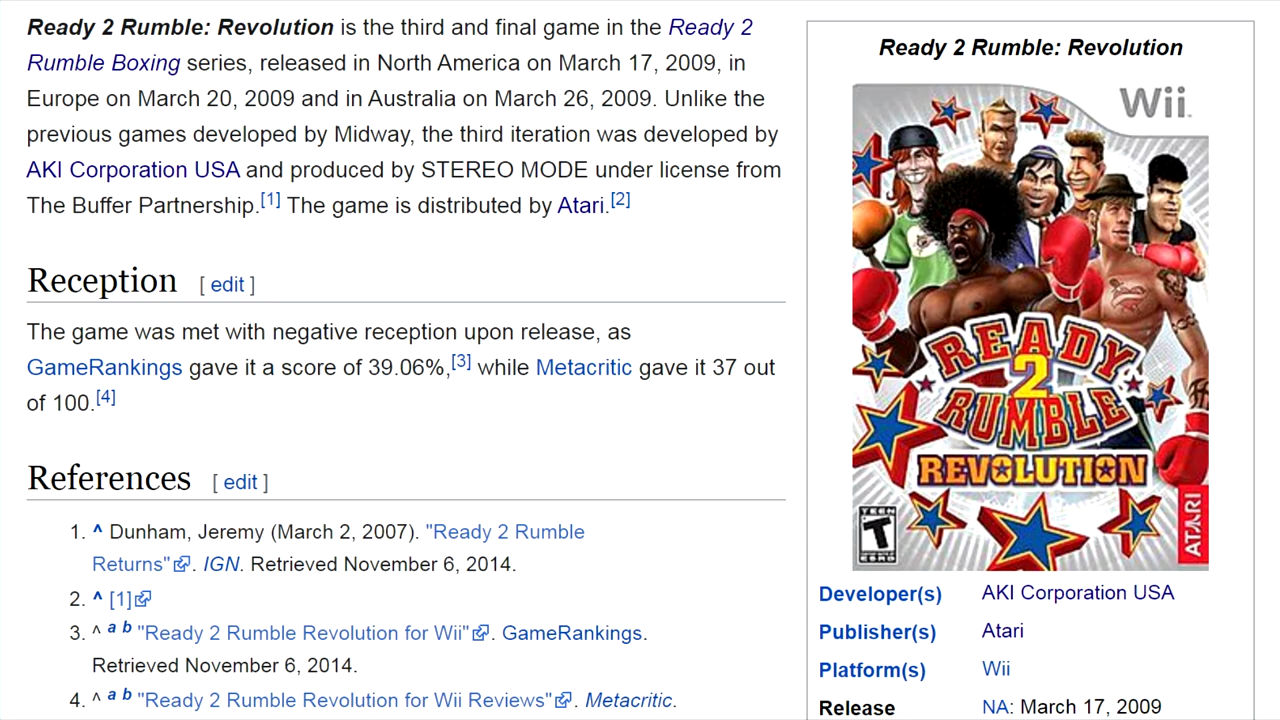 Ready 2 Rumble: Revolution is the third and final game in the Ready 2
Rumble Boxing series, released in North America on March 17, 2009, in
Europe on March 20, 2009 and in Australia on March 26, 2009. Unlike the
previous games developed by Midway, the third iteration was developed by
AKI Corporation USA and produced by STEREO MODE under license from
The Buffer Partnership.[1] The game is distributed by Atari.[2]
Reception [ edit ]
The game was met with negative reception upon release, as
GameRankings gave it a score of 39.06%,[3] while Metacritic gave it 37 out
of 100.[4]
References [ edit ]
1. ^ Dunham, Jeremy (March 2, 2007). "Ready 2 Rumble
Returns". IGN. Retrieved November 6, 2014.
2. ^ [1]
3. ^ a b "Ready 2 Rumble Revolution for Wii". GameRankings.
Retrieved November 6, 2014.
4. ^ a b "Ready 2 Rumble Revolution for Wii Reviews". Metacritic.
Ready 2 Rumble: Revolution
Wii
READY
2
RUMBLE
REVOLUTION
TEEN
T
ATARI
Developer(s) AKI Corporation USA
Publisher(s) Atari
Platform(s) Wii
Release NA: March 17, 2009